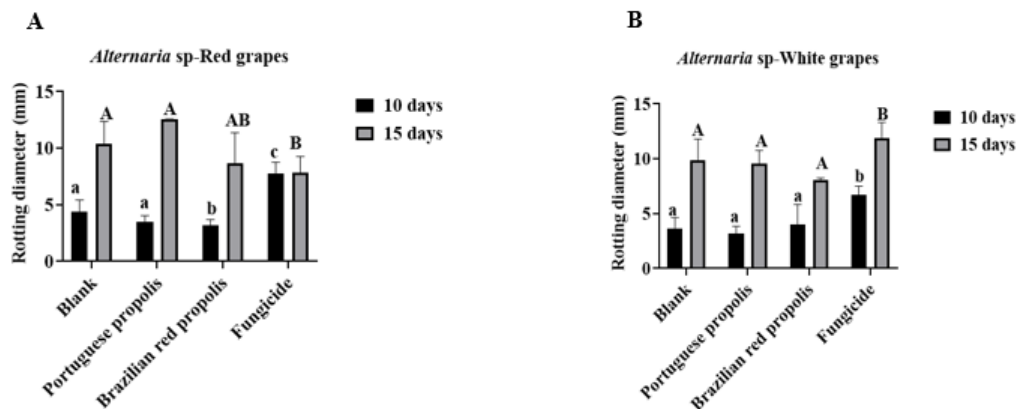 A
Alternaria sp-Red grapes
Rotting diameter (mm)
15
10
5
0
a
A
a
A
b
AB
c
B
Blank
Portuguese propolis
Brazilian red propolis
Fungicide
10 days
15 days
B
Alternaria sp-White grapes
Rotting diameter (mm)
15
10
5
0
a
A
a
A
a
A
b
B
Blank
Portuguese propolis
Brazilian red propolis
Fungicide
10 days
15 days